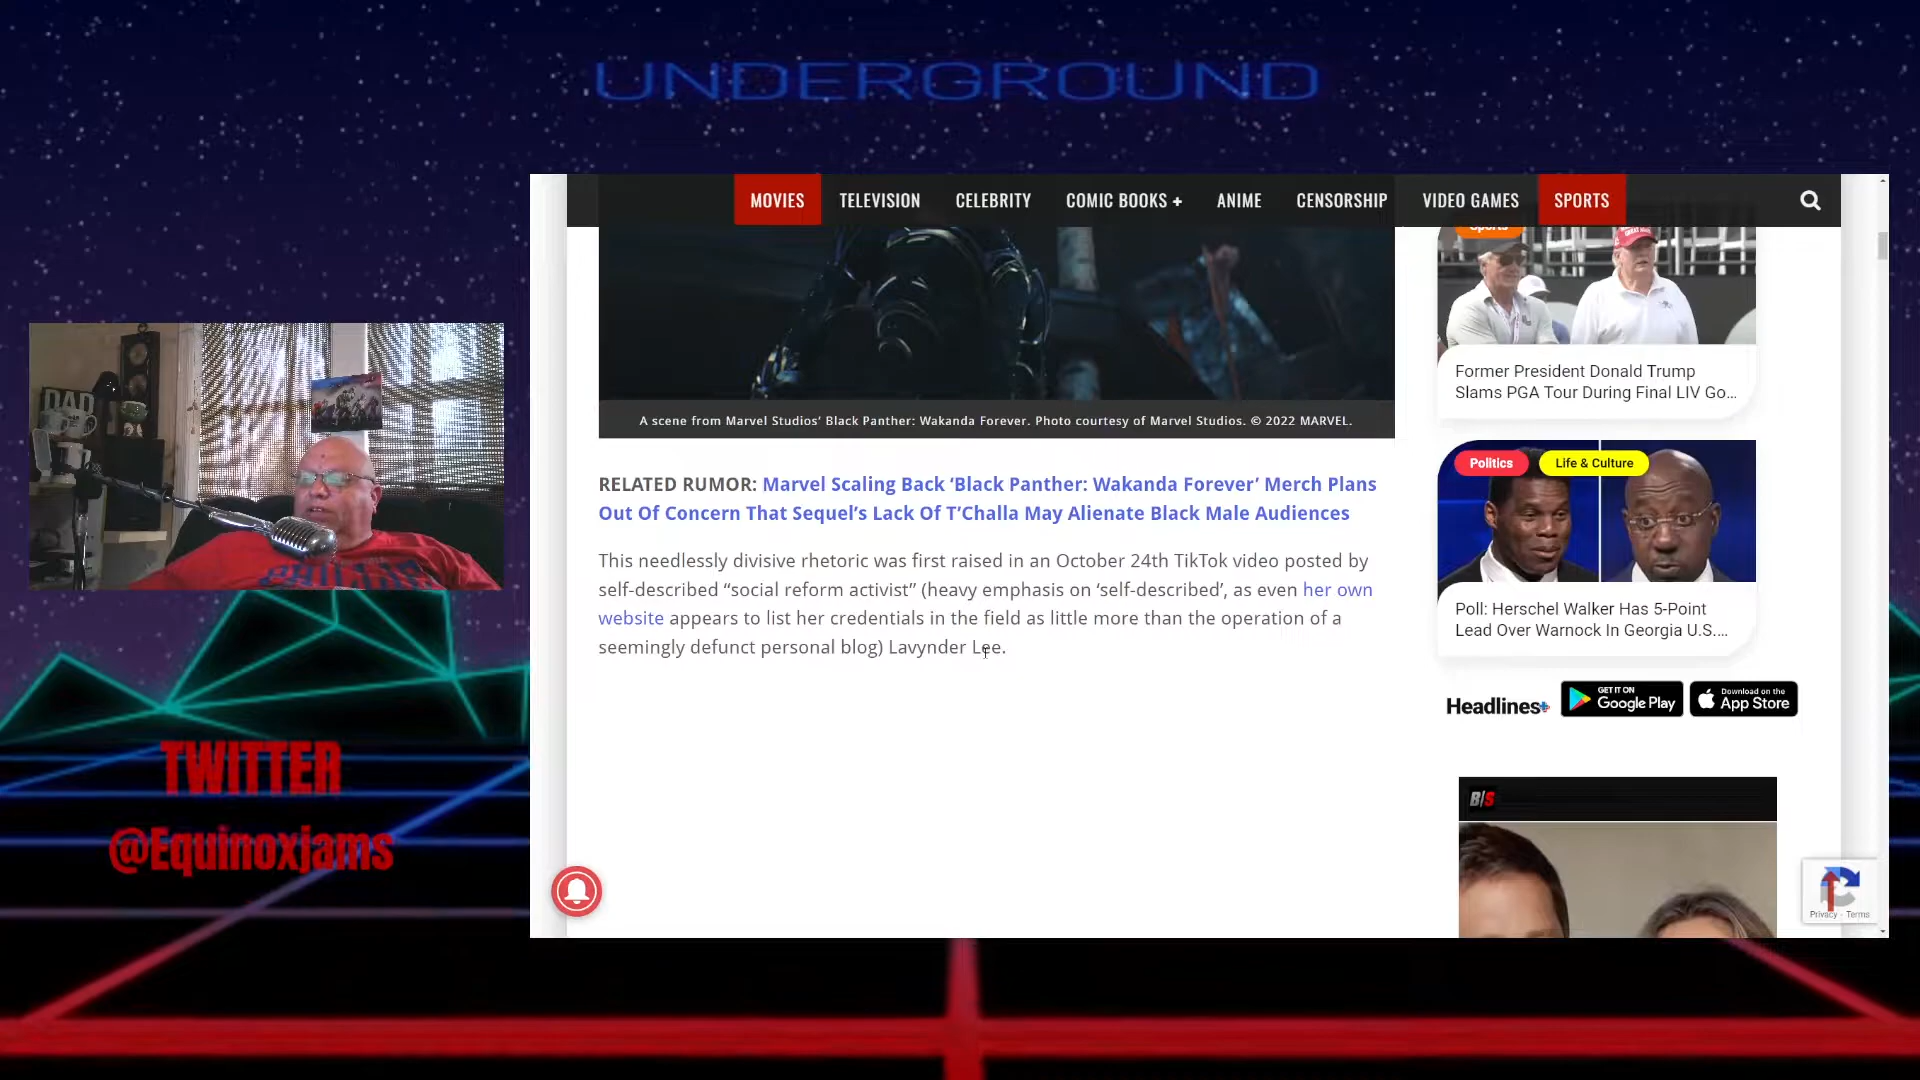 UNDERGROUND
MOVIES TELEVISION CELEBRITY COMIC BOOKS + ANIME CENSORSHIP VIDEO GAMES SPORTS
Sports
A scene from Marvel Studios’ Black Panther: Wakanda Forever. Photo courtesy of Marvel Studios. © 2022 MARVEL.
Former President Donald Trump
Slams PGA Tour During Final LIV Go...
RELATED RUMOR: Marvel Scaling Back ‘Black Panther: Wakanda Forever’ Merch Plans
Out Of Concern That Sequel’s Lack Of T’Challa May Alienate Black Male Audiences
This needlessly divisive rhetoric was first raised in an October 24th TikTok video posted by
self-described “social reform activist” (heavy emphasis on ‘self-described’, as even her own
website appears to list her credentials in the field as little more than the operation of a
seemingly defunct personal blog) Lavynder Lee.
Politics Life & Culture
Poll: Herschel Walker Has 5-Point
Lead Over Warnock In Georgia U.S....
Headlines+
GET IT ON
Google Play
Download on the
App Store
B/S
Privacy - Terms
DAD
PHILLIES
TWITTER
@Equinoxjams